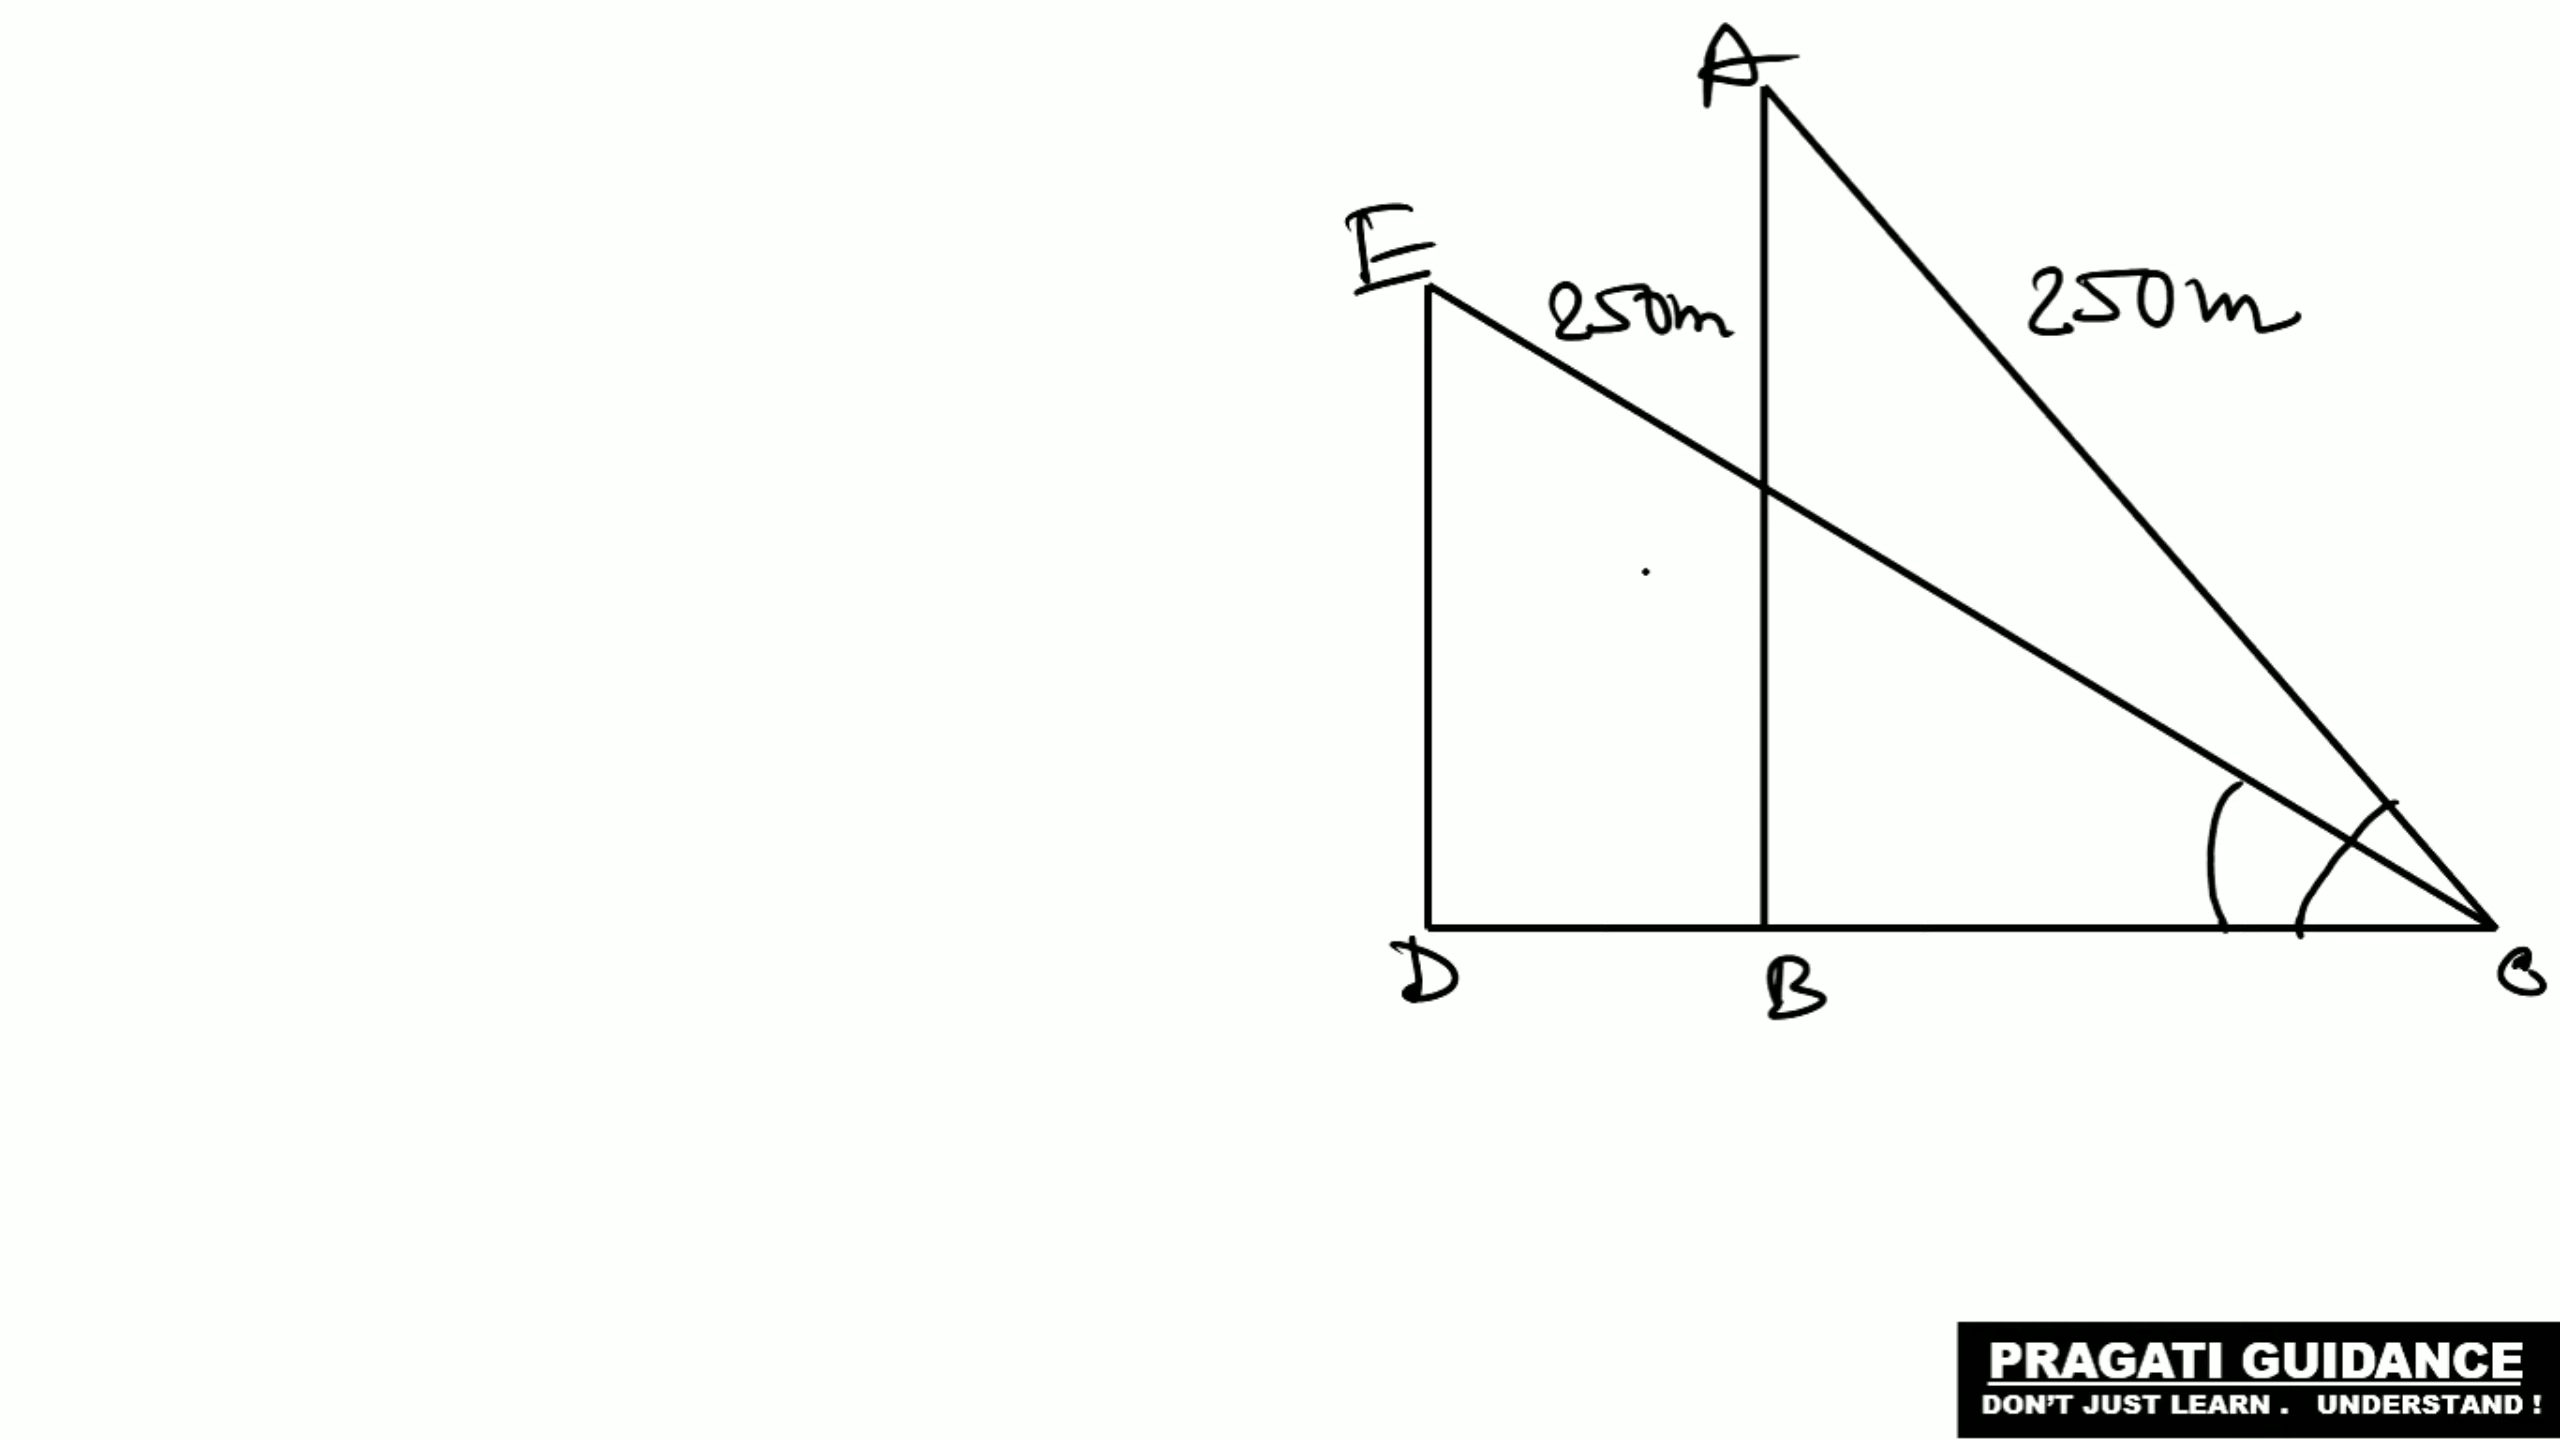 A
E
250m
250m
D
B
C
PRAGATI GUIDANCE
DON'T JUST LEARN . UNDERSTAND !